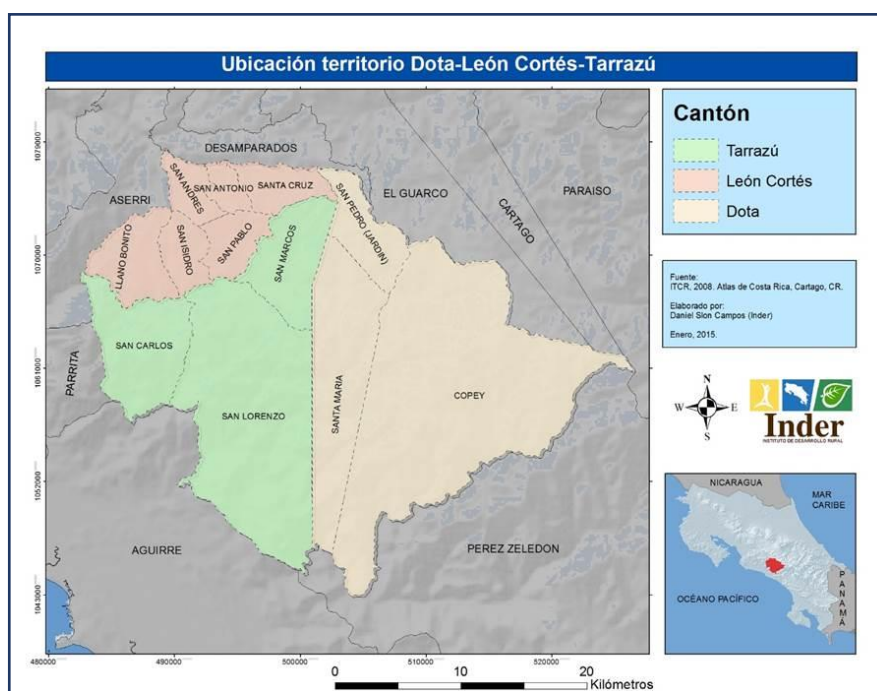 Ubicación territorio Dota-León Cortés-Tarrazú
DESAMPARADOS
SAN ANDRES
SAN ANTONIO
SANTA CRUZ
ASERRI
EL GUARCO
PARAISO
CARTAGO
SAN PEDRO (JARDIN)
LLANO BONITO
SAN ISIDRO
SAN PABLO
SAN MARCOS
SAN CARLOS
PARRITA
SAN LORENZO
SANTA MARIA
COPEY
AGUIRRE
PEREZ ZELEDON
1079000
1070000
1061000
1052000
1043000
480000
490000
500000
510000
520000
0 10 20
Kilómetros
Cantón
Tarrazú
León Cortés
Dota
Fuente:
ITCR, 2008. Atlas de Costa Rica, Cartago, CR.
Elaborado por:
Daniel Slon Campos (Inder)
Enero, 2015.
N
W E
S
Inder
INSTITUTO DE DESARROLLO RURAL
NICARAGUA
MAR
CARIBE
OCÉANO PACÍFICO
PANAMÁ